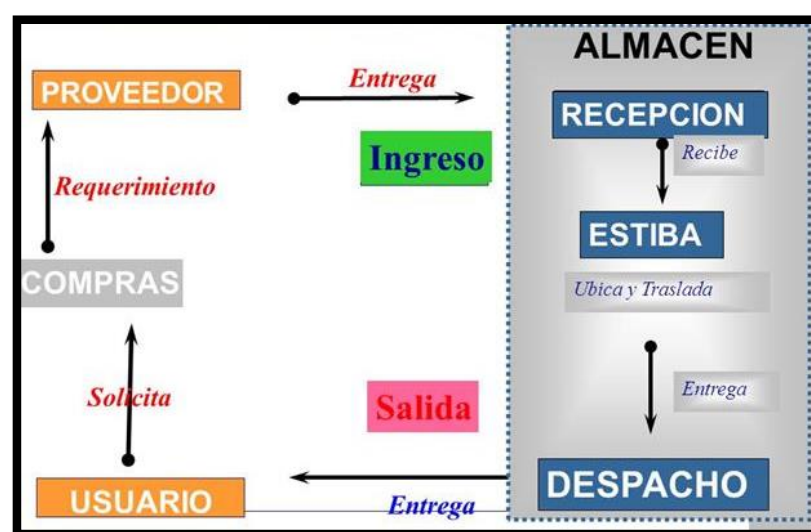 ALMACEN
PROVEEDOR
Entrega
RECEPCION
Ingreso
Recibe
Requerimiento
ESTIBA
COMPRAS
Ubica y Traslada
Solicita
Salida
Entrega
DESPACHO
USUARIO
Entrega